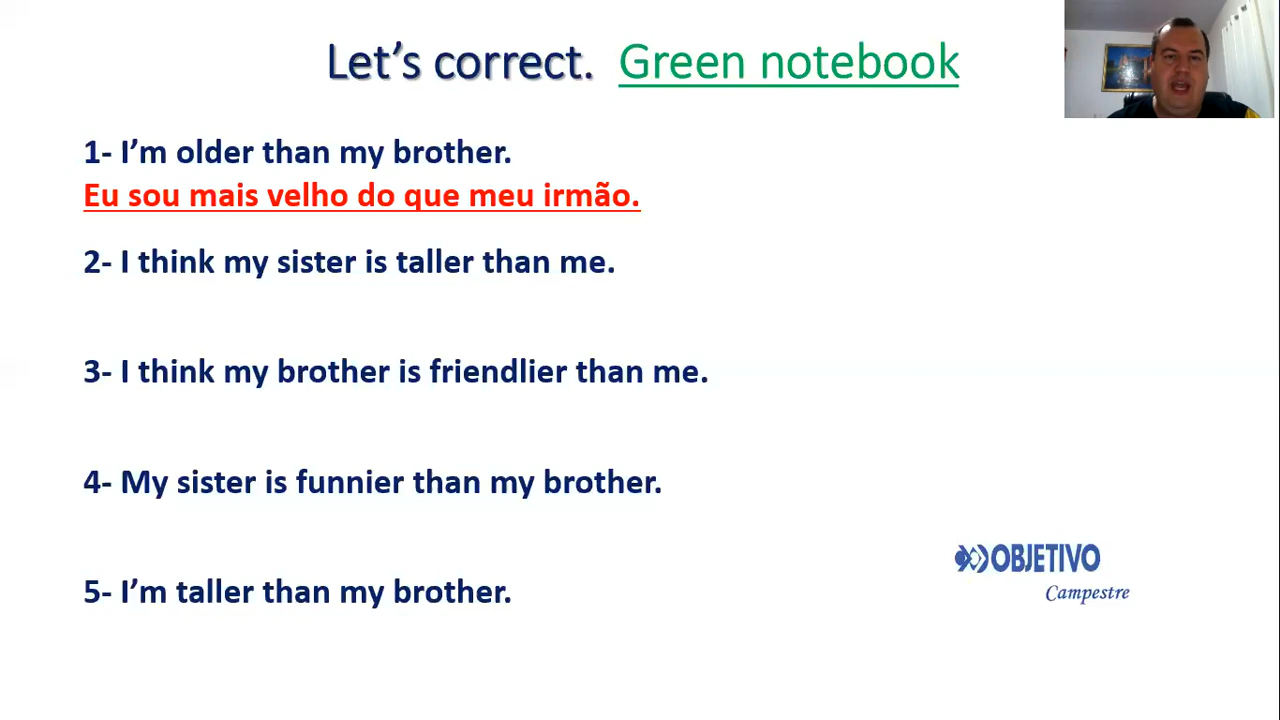 Let's correct. Green notebook
1- I'm older than my brother.
Eu sou mais velho do que meu irmão.
2- I think my sister is taller than me.
3- I think my brother is friendlier than me.
4- My sister is funnier than my brother.
5- I'm taller than my brother.
OBJETIVO
Campestre